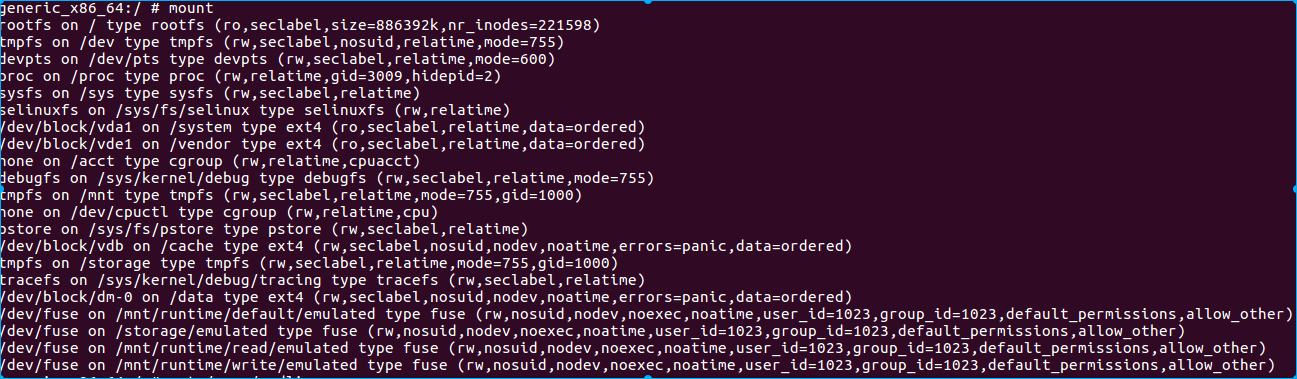 generic_x86_64:/ # mount
rootfs on / type rootfs (ro,seclabel,size=886392k,nr_inodes=221598)
tmpfs on /dev type tmpfs (rw,seclabel,nosuid,relatime,mode=755)
devpts on /dev/pts type devpts (rw,seclabel,relatime,mode=600)
proc on /proc type proc (rw,relatime,gid=3009,hidepid=2)
sysfs on /sys type sysfs (rw,seclabel,relatime)
selinuxfs on /sys/fs/selinux type selinuxfs (rw,relatime)
/dev/block/vda1 on /system type ext4 (ro,seclabel,relatime,data=ordered)
/dev/block/vde1 on /vendor type ext4 (ro,seclabel,relatime,data=ordered)
none on /acct type cgroup (rw,relatime,cpuacct)
debugfs on /sys/kernel/debug type debugfs (rw,seclabel,relatime,mode=755)
tmpfs on /mnt type tmpfs (rw,seclabel,relatime,mode=755,gid=1000)
none on /dev/cpuctl type cgroup (rw,relatime,cpu)
pstore on /sys/fs/pstore type pstore (rw,seclabel,relatime)
/dev/block/vdb on /cache type ext4 (rw,seclabel,nosuid,nodev,noatime,errors=panic,data=ordered)
tmpfs on /storage type tmpfs (rw,seclabel,relatime,mode=755,gid=1000)
tracefs on /sys/kernel/debug/tracing type tracefs (rw,seclabel,relatime)
/dev/block/dm-0 on /data type ext4 (rw,seclabel,nosuid,nodev,noatime,errors=panic,data=ordered)
/dev/fuse on /mnt/runtime/default/emulated type fuse (rw,nosuid,nodev,noexec,noatime,user_id=1023,group_id=1023,default_permissions,allow_other)
/dev/fuse on /storage/emulated type fuse (rw,nosuid,nodev,noexec,noatime,user_id=1023,group_id=1023,default_permissions,allow_other)
/dev/fuse on /mnt/runtime/read/emulated type fuse (rw,nosuid,nodev,noexec,noatime,user_id=1023,group_id=1023,default_permissions,allow_other)
/dev/fuse on /mnt/runtime/write/emulated type fuse (rw,nosuid,nodev,noexec,noatime,user_id=1023,group_id=1023,default_permissions,allow_other)